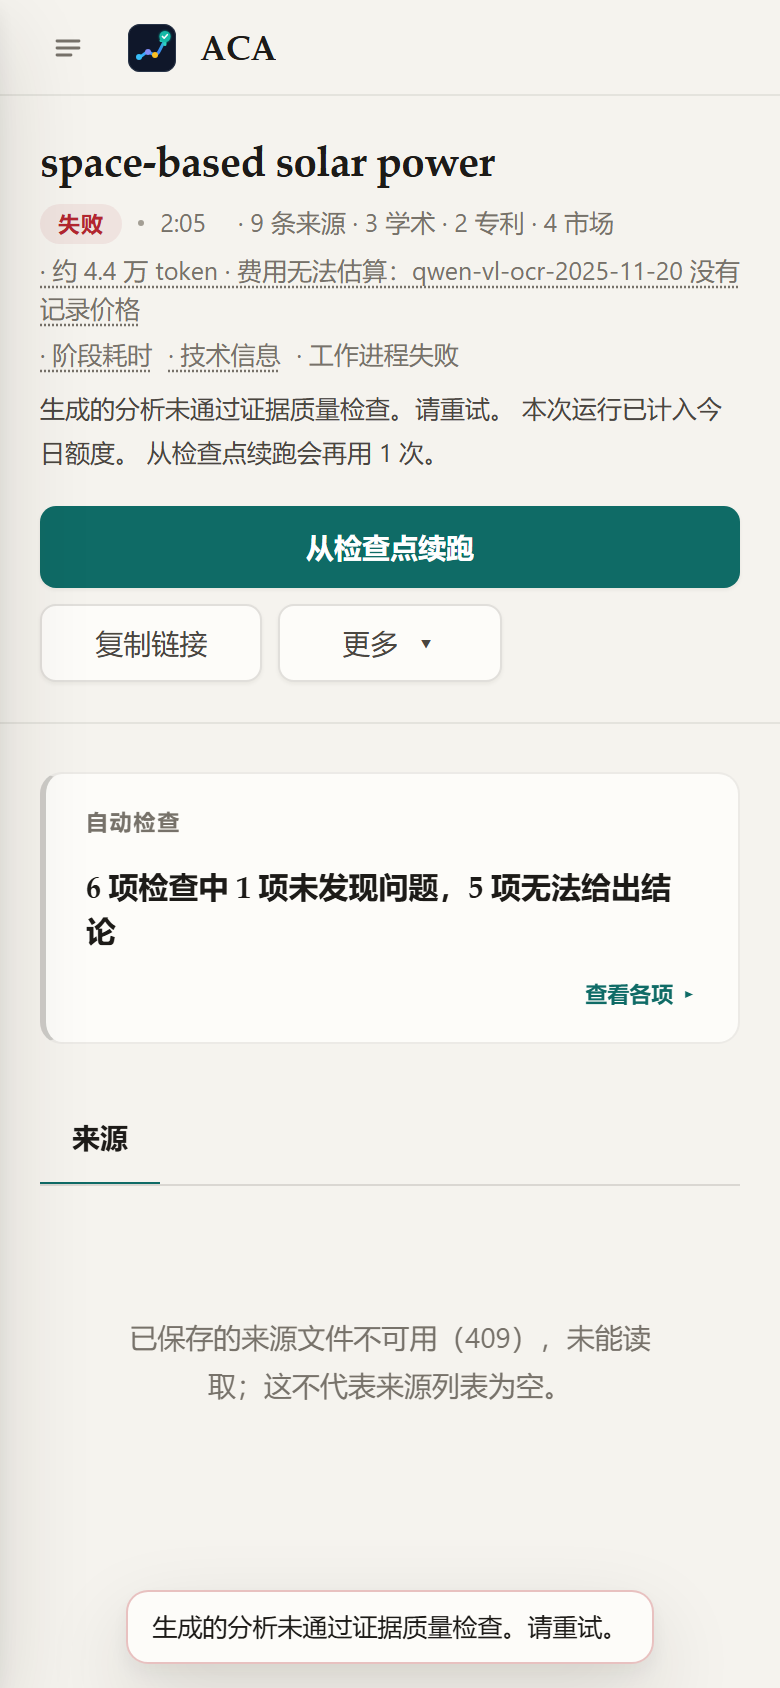 ACA
space-based solar power
失败 • 2:05 · 9 条来源 · 3 学术 · 2 专利 · 4 市场
· 约 4.4 万 token · 费用无法估算：qwen-vl-ocr-2025-11-20 没有
记录价格
· 阶段耗时 · 技术信息 · 工作进程失败
生成的分析未通过证据质量检查。请重试。 本次运行已计入今
日额度。 从检查点续跑会再用 1 次。
从检查点续跑
复制链接 更多 ▼
自动检查
6 项检查中 1 项未发现问题，5 项无法给出结
论
查看各项 ▸
来源
已保存的来源文件不可用（409），未能读
取；这不代表来源列表为空。
生成的分析未通过证据质量检查。请重试。